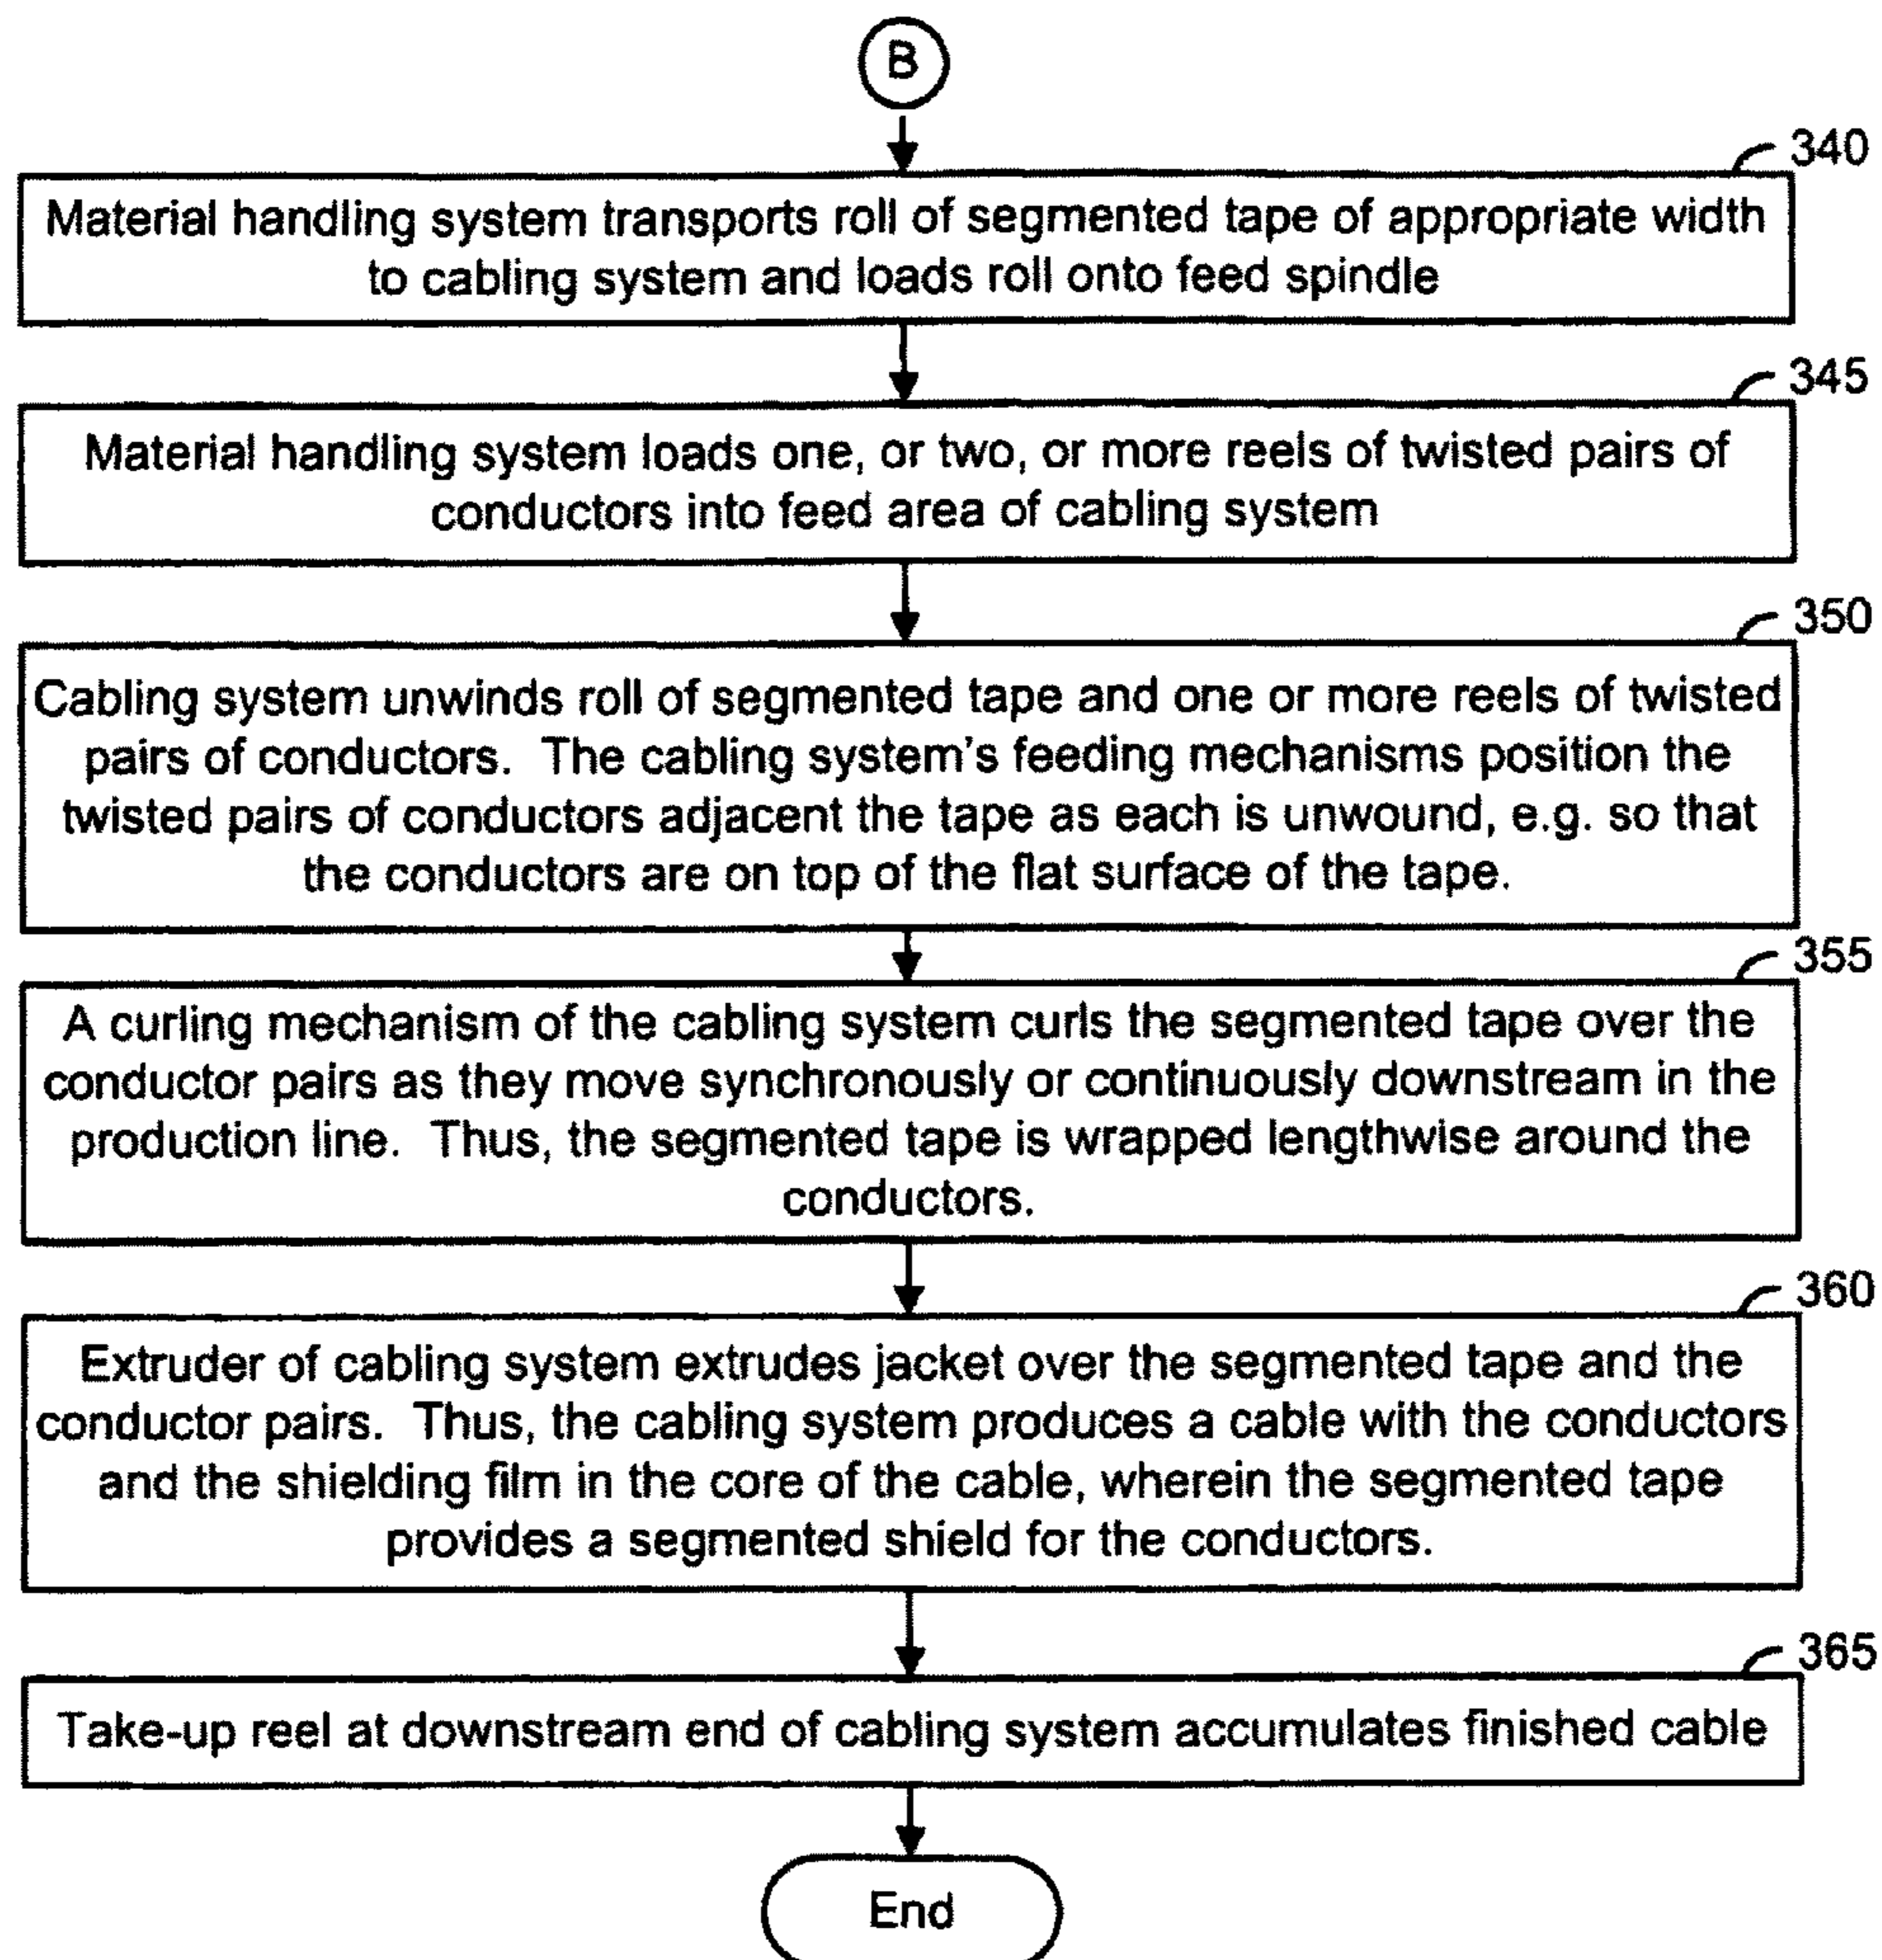 B
340
Material handling system transports roll of segmented tape of appropriate width
to cabling system and loads roll onto feed spindle
345
Material handling system loads one, or two, or more reels of twisted pairs of
conductors into feed area of cabling system
350
Cabling system unwinds roll of segmented tape and one or more reels of twisted
pairs of conductors.  The cabling system's feeding mechanisms position the
twisted pairs of conductors adjacent the tape as each is unwound, e.g. so that
the conductors are on top of the flat surface of the tape.
355
A curling mechanism of the cabling system curls the segmented tape over the
conductor pairs as they move synchronously or continuously downstream in the
production line.  Thus, the segmented tape is wrapped lengthwise around the
conductors.
360
Extruder of cabling system extrudes jacket over the segmented tape and the
conductor pairs.  Thus, the cabling system produces a cable with the conductors
and the shielding film in the core of the cable, wherein the segmented tape
provides a segmented shield for the conductors.
365
Take-up reel at downstream end of cabling system accumulates finished cable
End